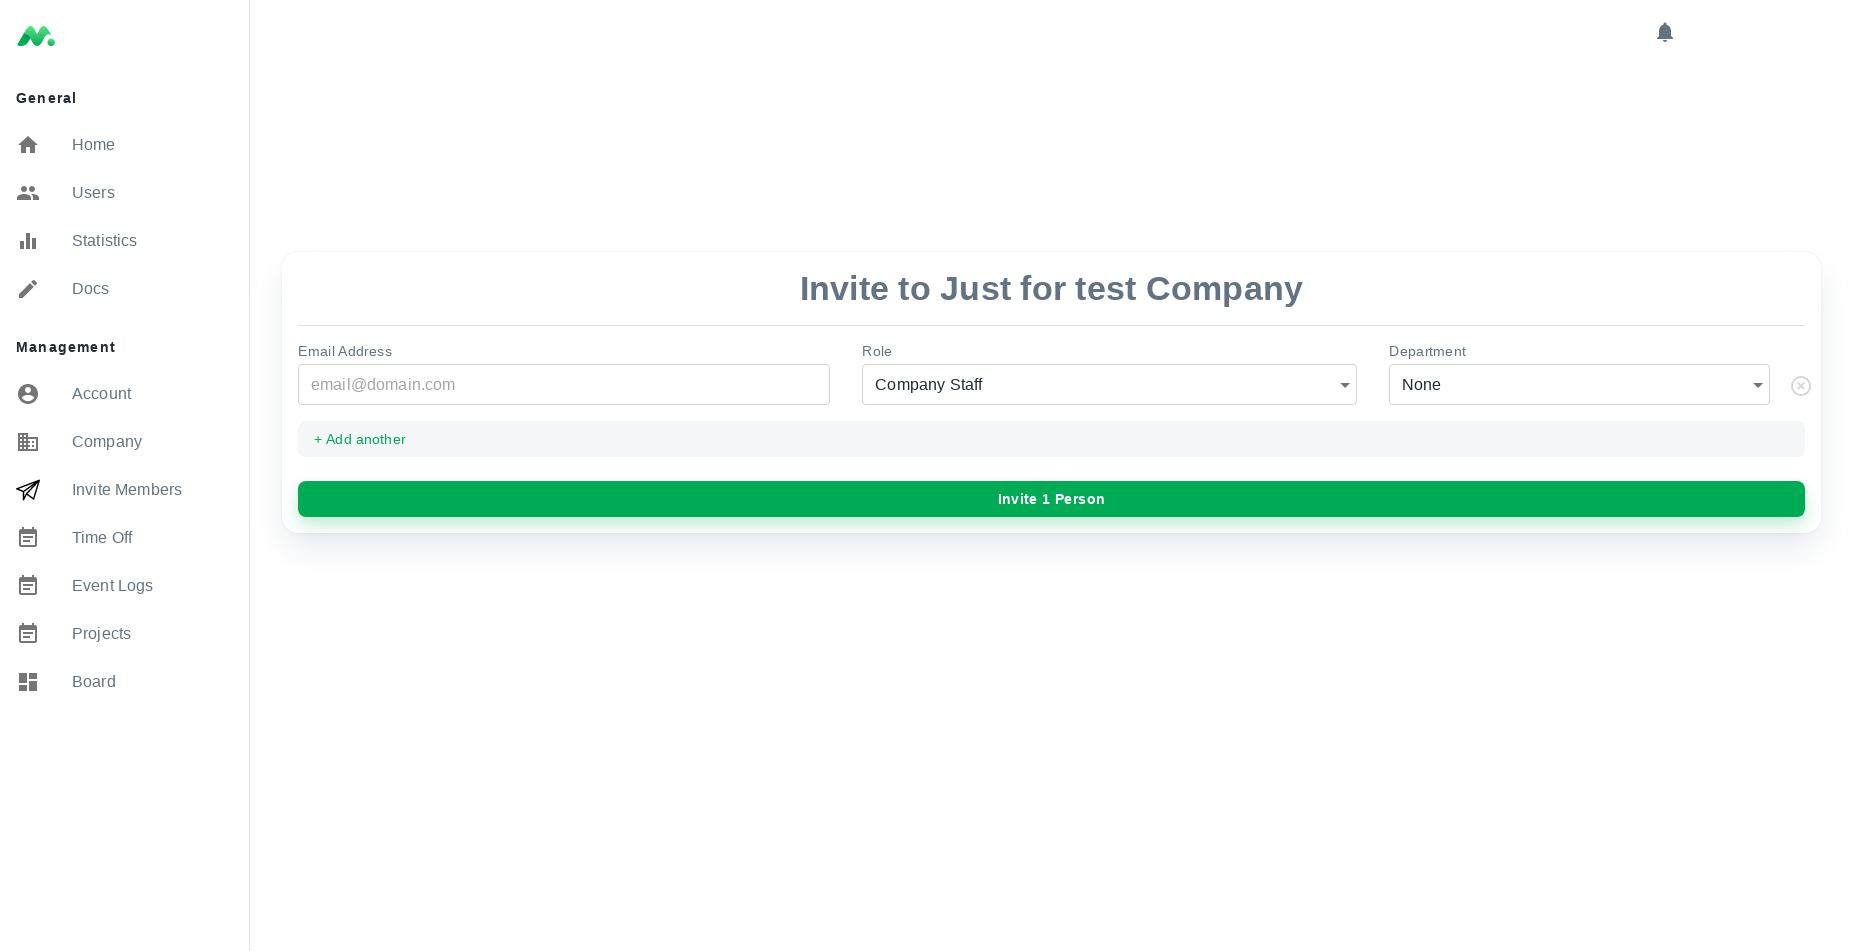 General
Home
Users
Statistics
Docs
Management
Account
Company
Invite Members
Time Off
Event Logs
Projects
Board
Invite to Just for test Company
Email Address
Role
Department
email@domain.com
Company Staff
None
+ Add another
Invite 1 Person